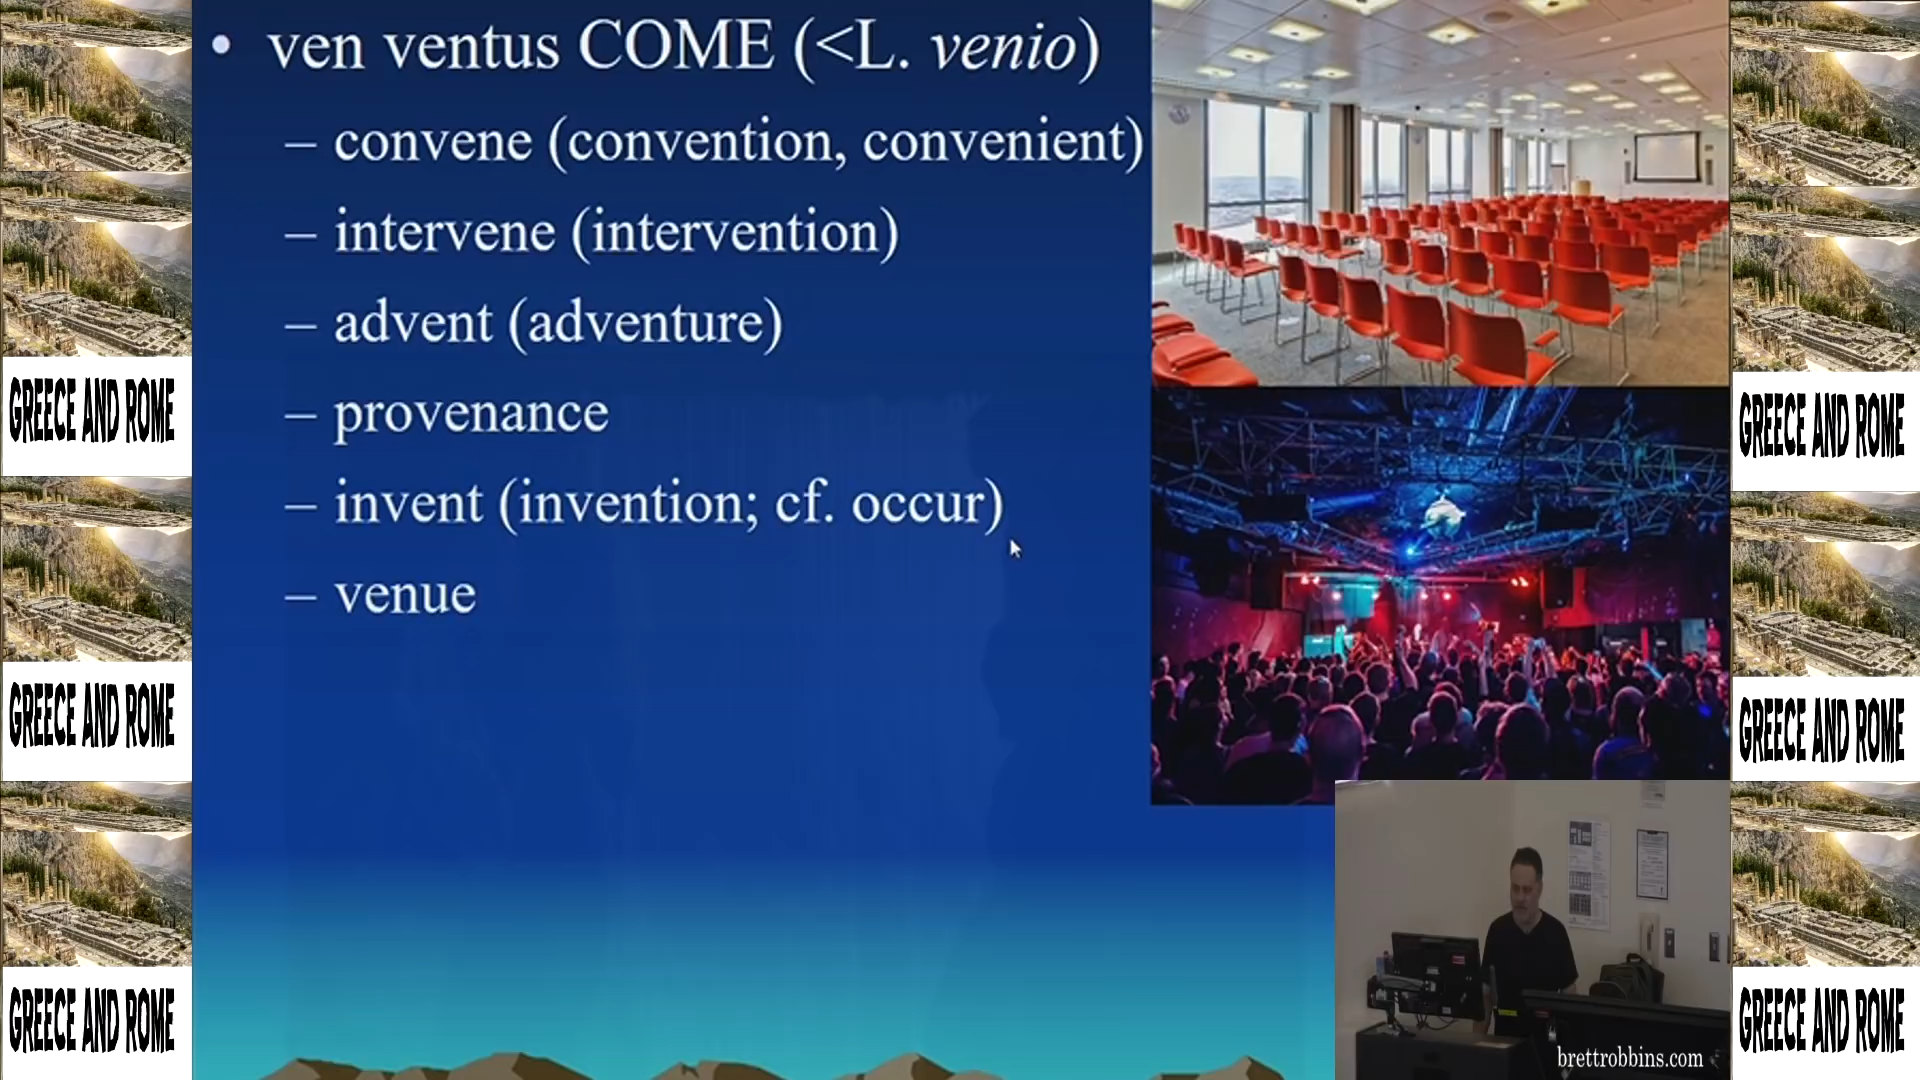 • ven ventus COME (<L. venio)
– convene (convention, convenient)
– intervene (intervention)
– advent (adventure)
– provenance
– invent (invention; cf. occur)
– venue
GREECE AND ROME
GREECE AND ROME
GREECE AND ROME
GREECE AND ROME
GREECE AND ROME
GREECE AND ROME
brettrobbins.com